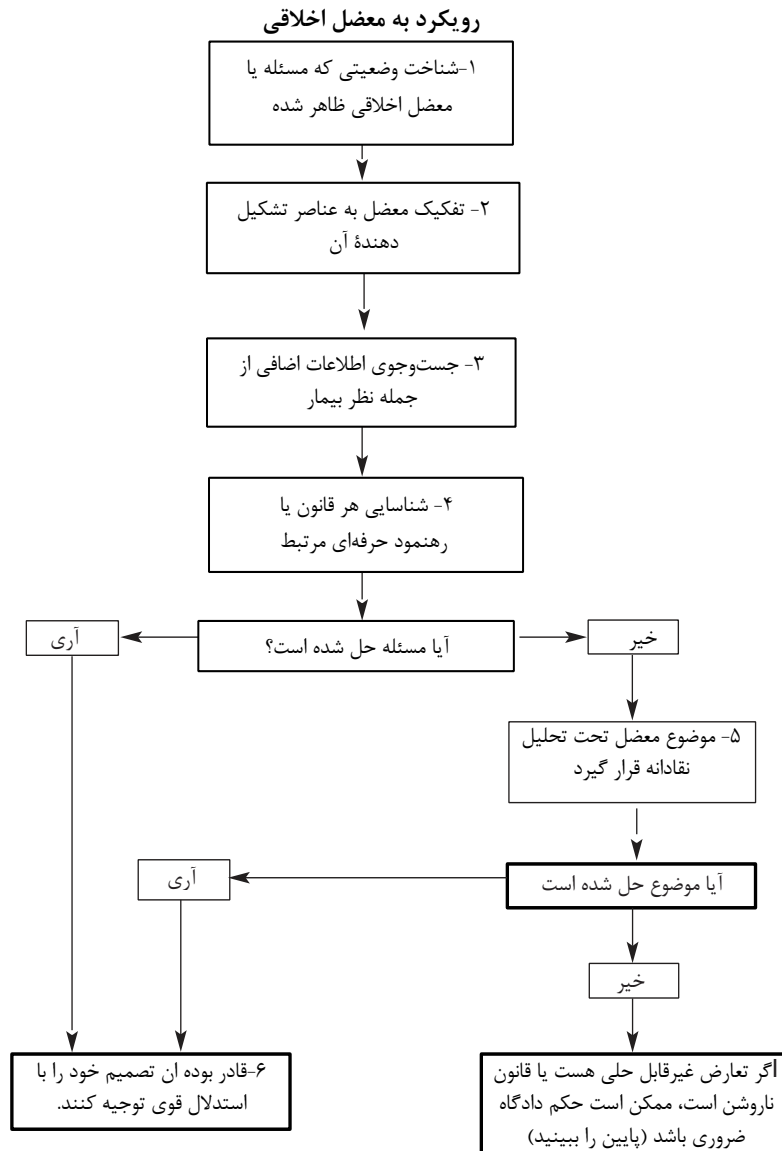 رویکرد به معضل اخلاقی
۱-شناخت وضعیتی که مسئله یا
معضل اخلاقی ظاهر شده
۲- تفکیک معضل به عناصر تشکیل
دهندۀ آن
۳- جست‌وجوی اطلاعات اضافی از
جمله نظر بیمار
۴- شناسایی هر قانون یا
رهنمود حرفه‌ای مرتبط
خیر
آیا مسئله حل شده است؟
آری
۵- موضوع معضل تحت تحلیل
نقادانه قرار گیرد
آیا موضوع حل شده است
آری
خیر
اگر تعارض غیرقابل حلی هست یا قانون
ناروشن است، ممکن است حکم دادگاه
ضروری باشد (پایین را ببینید)
۶-قادر بوده ان تصمیم خود را با
استدلال قوی توجیه کنند.